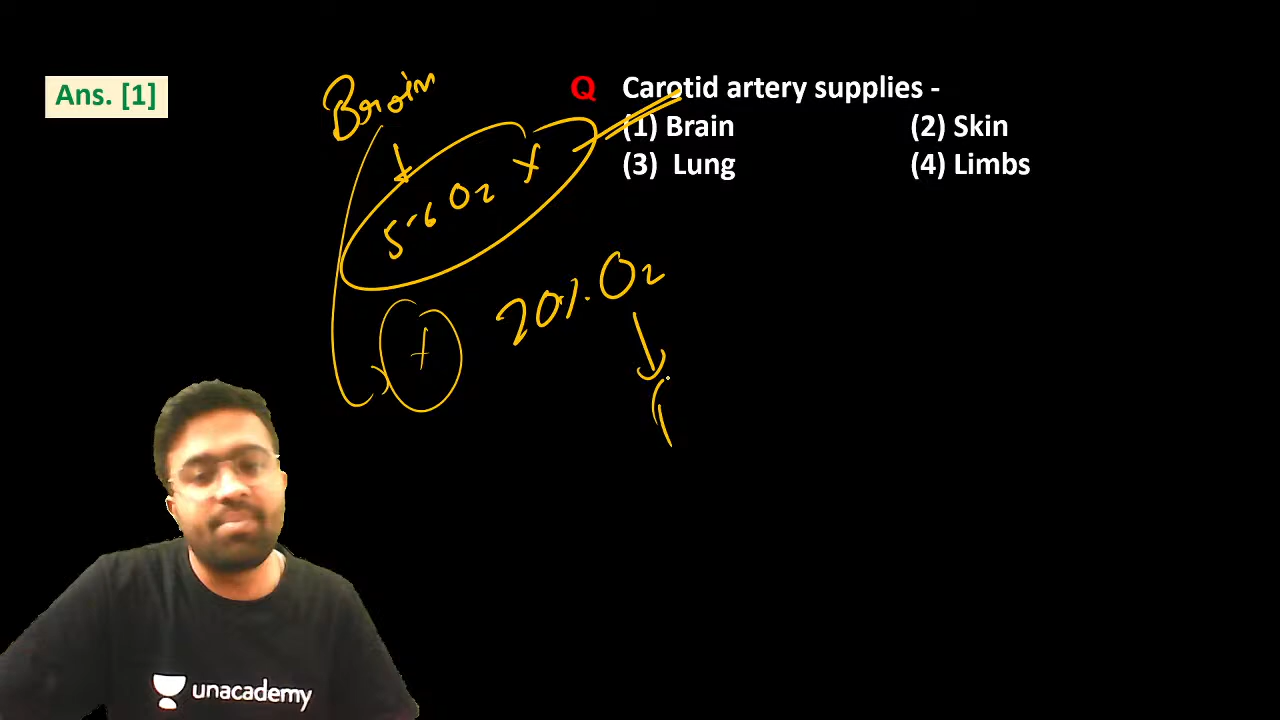 Ans. [1]
Q Carotid artery supplies -
(1) Brain (2) Skin
(3) Lung (4) Limbs
Brain
5-6 O2 X
20% O2
unacademy